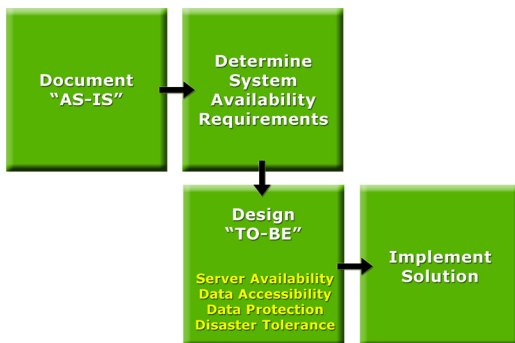 Document
“AS-IS”
Determine
System
Availability
Requirements
Design
“TO-BE”
Server Availability
Data Accessibility
Data Protection
Disaster Tolerance
Implement
Solution